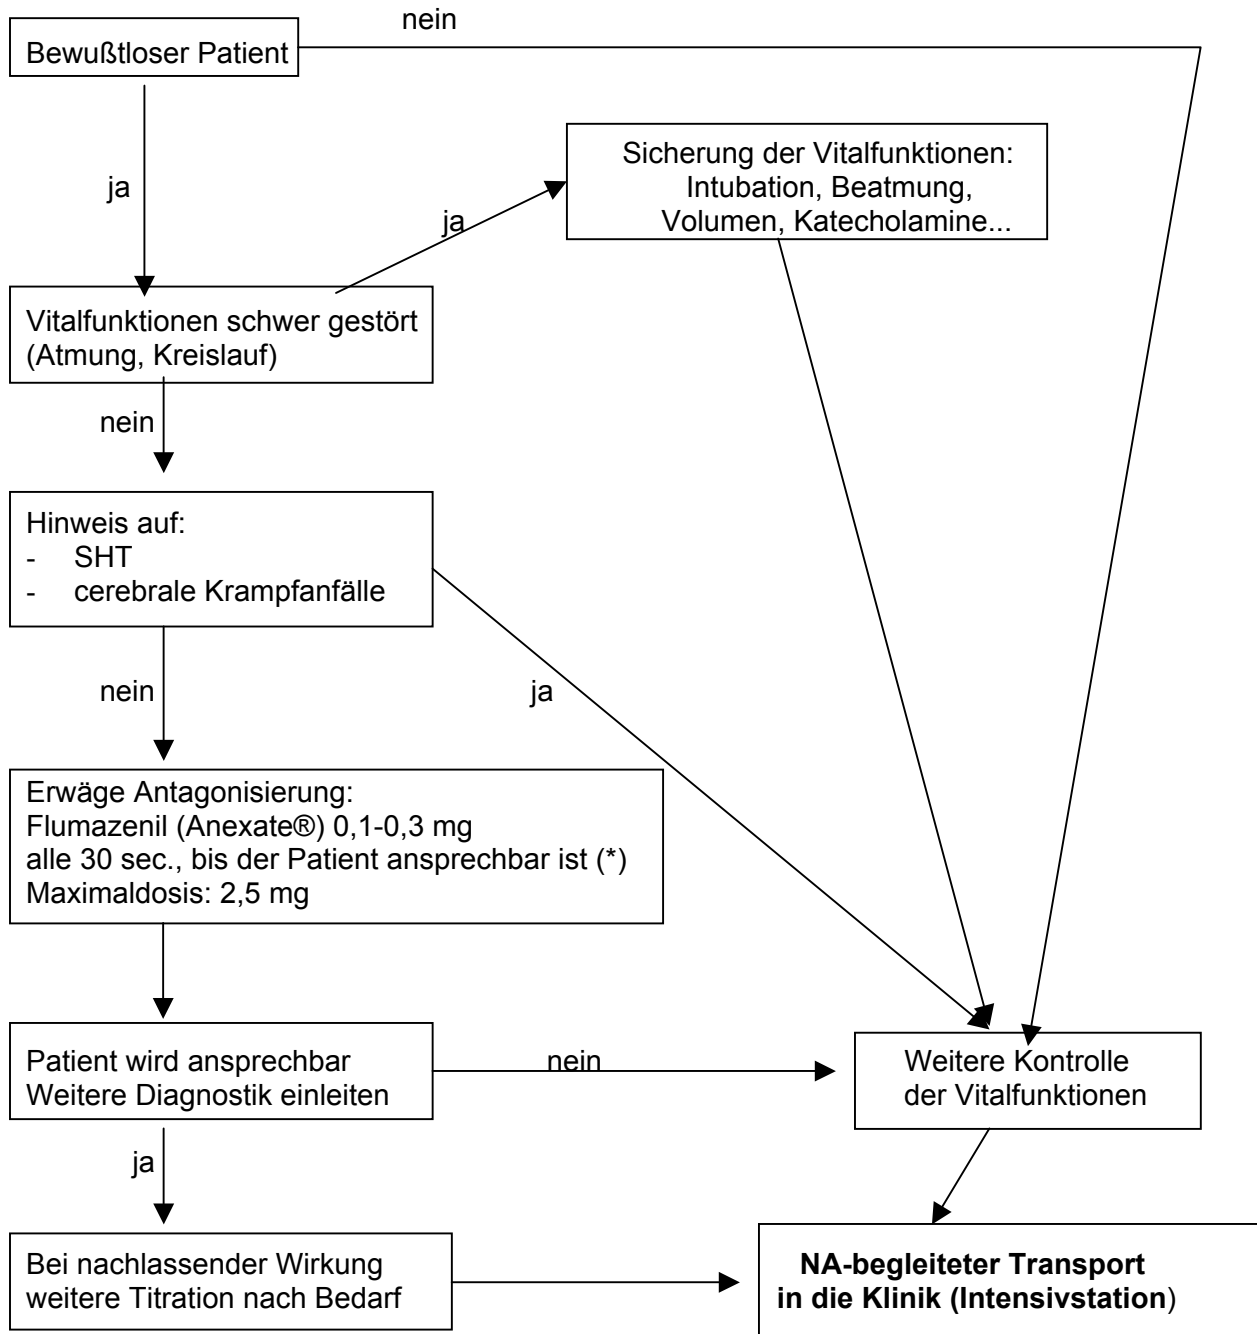 nein
Bewußtloser Patient
Sicherung der Vitalfunktionen:
Intubation, Beatmung,
Volumen, Katecholamine...
ja
ja
Vitalfunktionen schwer gestört
(Atmung, Kreislauf)
nein
Hinweis auf:
- SHT
- cerebrale Krampfanfälle
nein
ja
Erwäge Antagonisierung:
Flumazenil (Anexate®) 0,1-0,3 mg
alle 30 sec., bis der Patient ansprechbar ist (*)
Maximaldosis: 2,5 mg
Patient wird ansprechbar
Weitere Diagnostik einleiten
nein
Weitere Kontrolle
der Vitalfunktionen
ja
Bei nachlassender Wirkung
weitere Titration nach Bedarf
NA-begleiteter Transport
in die Klinik (Intensivstation)